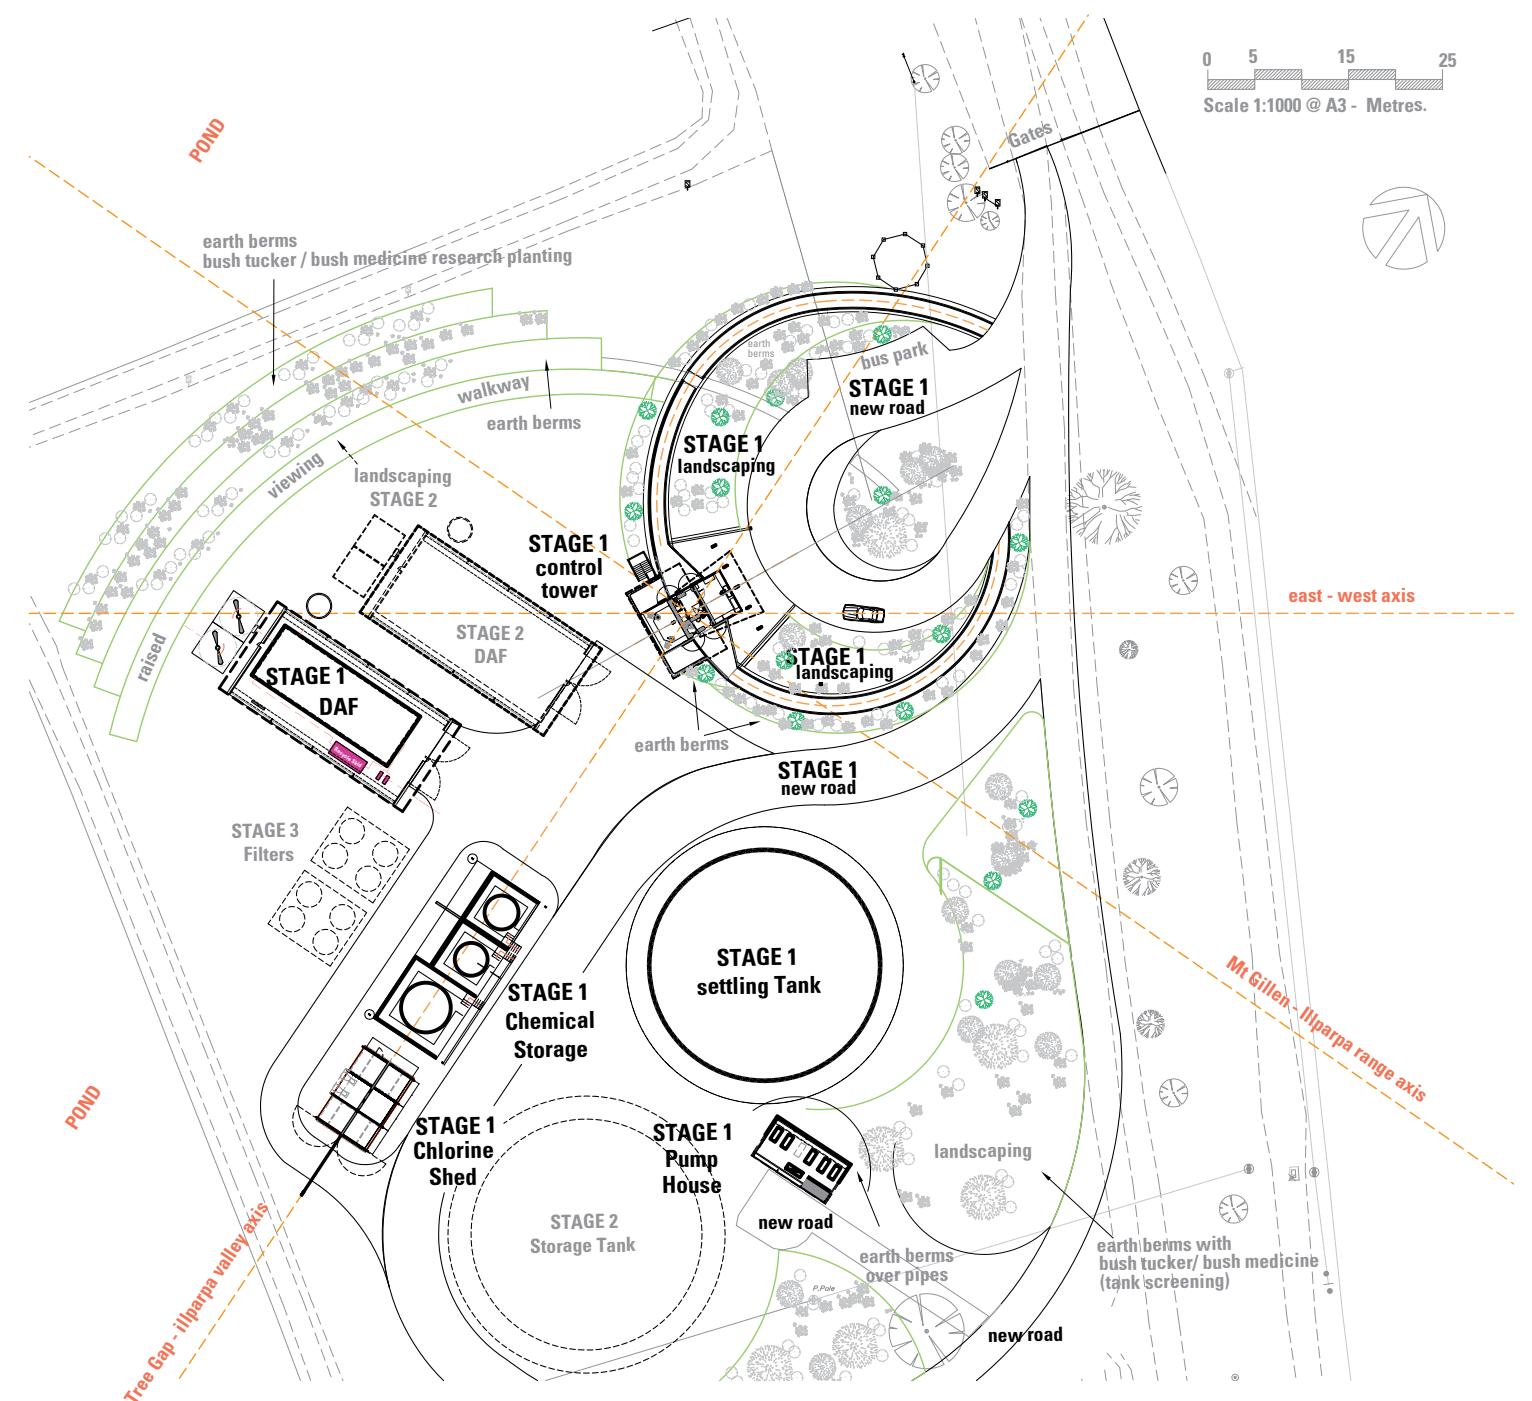 0 5 15 25
Scale 1:1000 @ A3 - Metres.
Gates
POND
earth berms
bush tucker / bush medicine research planting
earth
berms
bus park
STAGE 1
new road
walkway
earth berms
STAGE 1
landscaping
viewing
landscaping
STAGE 2
STAGE 1
control
tower
east - west axis
STAGE 2
DAF
raised
STAGE 1
DAF
STAGE 1
landscaping
Recycle Skid
earth berms
STAGE 1
new road
STAGE 3
Filters
STAGE 1
settling Tank
Mt Gillen - Illparpa range axis
STAGE 1
Chemical
Storage
POND
STAGE 1
Chlorine
Shed
STAGE 1
Pump
House
landscaping
STAGE 2
Storage Tank
new road
earth berms
over pipes
earth berms with
bush tucker/ bush medicine
(tank screening)
P.Pole
new road
Tree Gap - illparpa valley axis